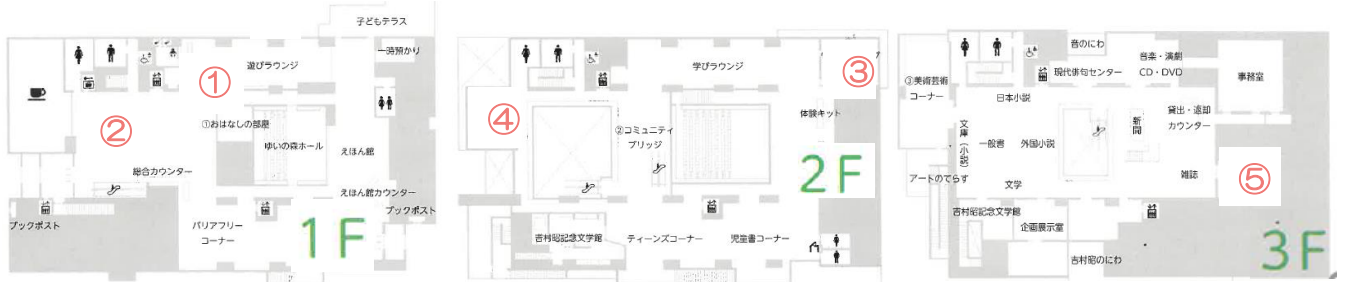 子どもテラス
一時預かり
①
遊びラウンジ
②
①おはなしの部屋
ゆいの森ホール
えほん館
総合カウンター
えほん館カウンター
ブックポスト
ブックポスト
バリアフリー
コーナー
1F
学びラウンジ
③
体験キット
④
②コミュニティ
ブリッジ
2F
吉村昭記念文学館
ティーンズコーナー
児童書コーナー
音のにわ
音楽・演劇
CD・DVD
③美術芸術
コーナー
現代俳句センター
事務室
日本小説
貸出・返却
カウンター
新聞
文庫(小説)
一般書
外国小説
アートのてらす
文学
雑誌
⑤
吉村昭記念文学館
企画展示室
吉村昭のにわ
3F